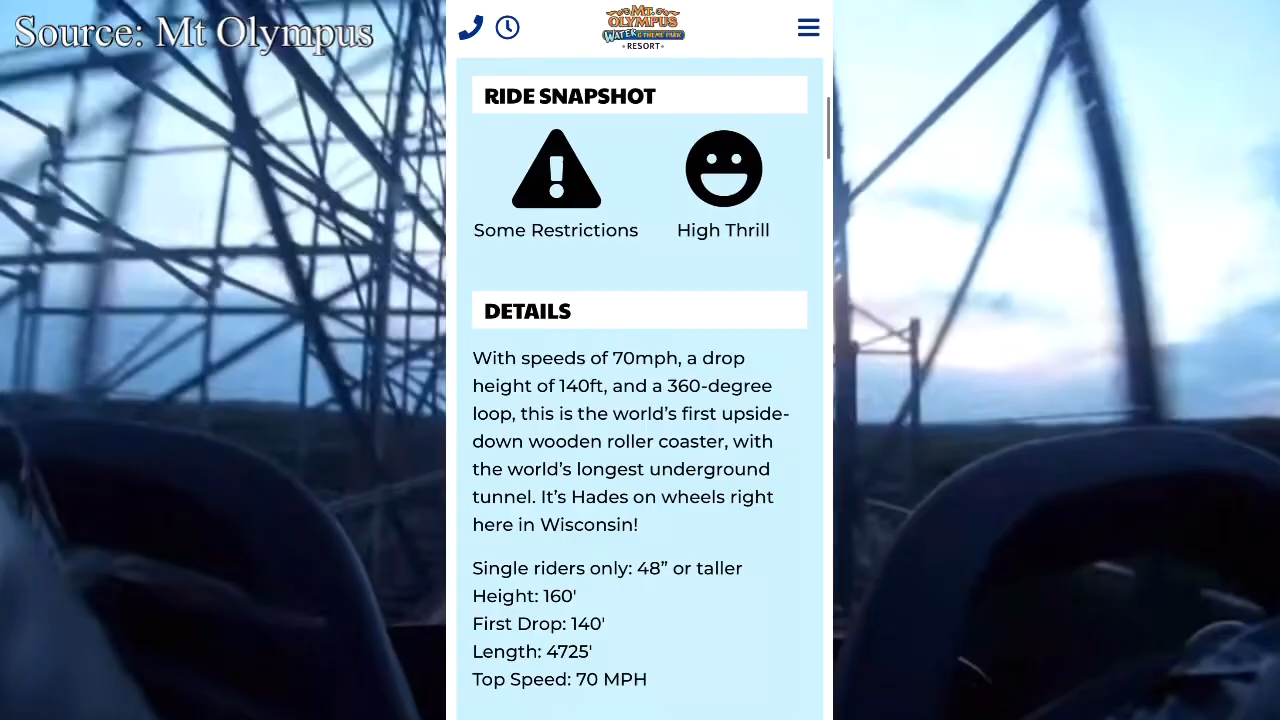 Source: Mt Olympus
MT.
OLYMPUS
WATER & THEME PARK
•RESORT•
RIDE SNAPSHOT
Some Restrictions
High Thrill
DETAILS
With speeds of 70mph, a drop
height of 140ft, and a 360-degree
loop, this is the world’s first upside-
down wooden roller coaster, with
the world’s longest underground
tunnel. It’s Hades on wheels right
here in Wisconsin!
Single riders only: 48” or taller
Height: 160'
First Drop: 140'
Length: 4725'
Top Speed: 70 MPH